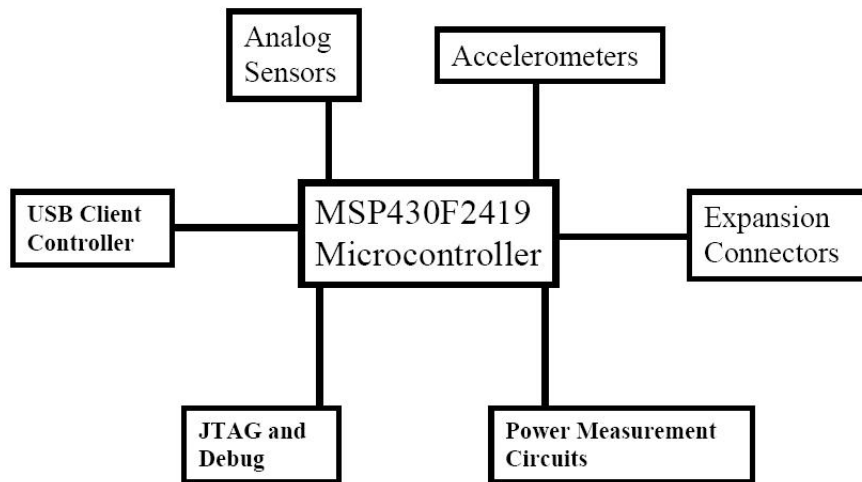 Analog
Sensors
Accelerometers
USB Client
Controller
MSP430F2419
Microcontroller
Expansion
Connectors
JTAG and
Debug
Power Measurement
Circuits